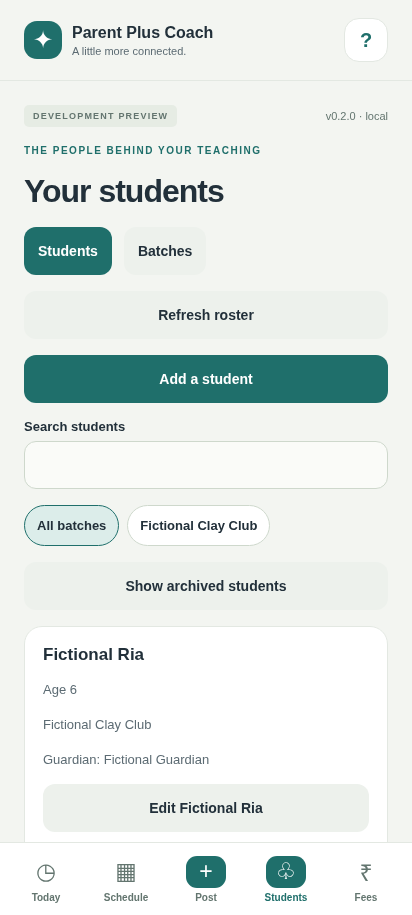 Parent Plus Coach
A little more connected.
?
DEVELOPMENT PREVIEW
v0.2.0 · local
THE PEOPLE BEHIND YOUR TEACHING
Your students
Students
Batches
Refresh roster
Add a student
Search students
All batches
Fictional Clay Club
Show archived students
Fictional Ria
Age 6
Fictional Clay Club
Guardian: Fictional Guardian
Edit Fictional Ria
Today
Schedule
+
Post
Students
₹
Fees